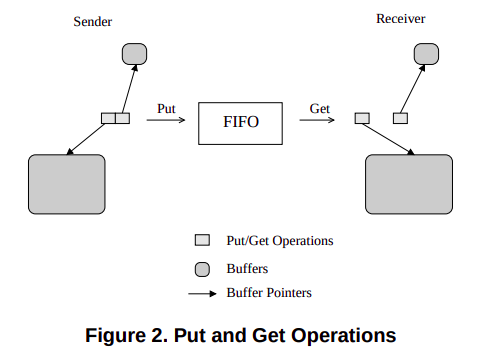 Sender
Receiver
Put
FIFO
Get
Put/Get Operations
Buffers
Buffer Pointers
Figure 2. Put and Get Operations